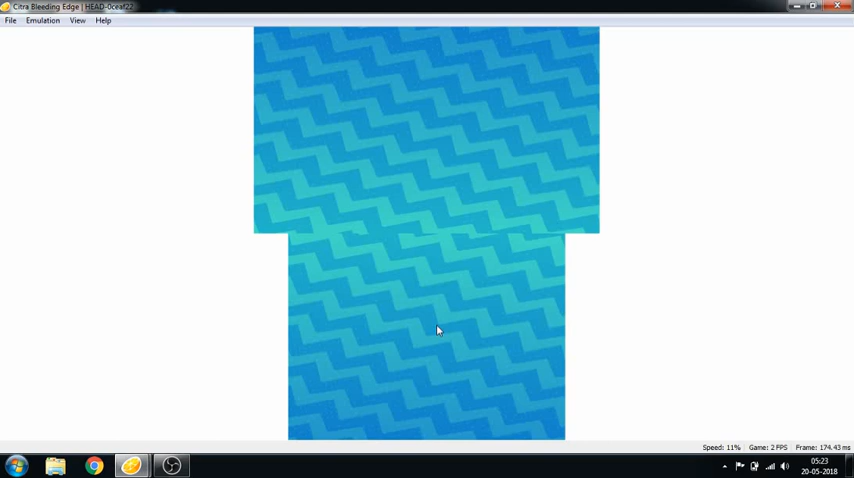 Citra Bleeding Edge | HEAD-0ceaf22
File Emulation View Help
Speed: 11% Game: 2 FPS Frame: 174.43 ms
05:23
20-05-2018